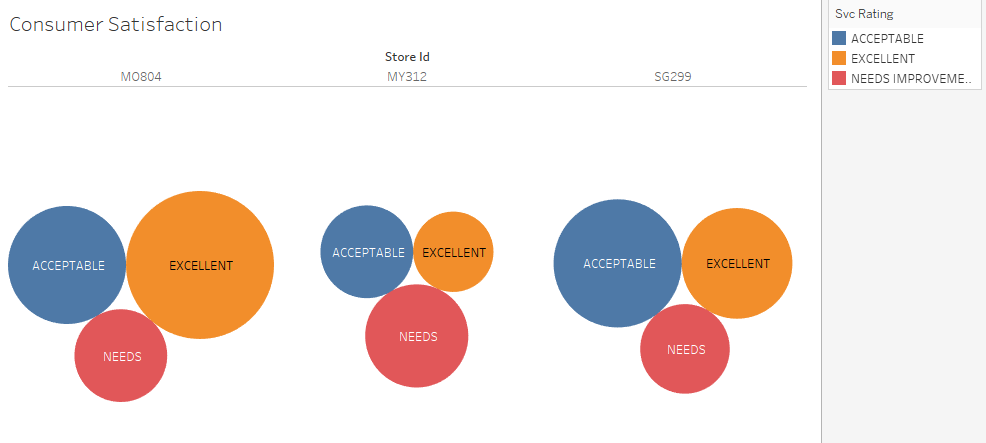 Consumer Satisfaction
Store Id
MO804 MY312 SG299
ACCEPTABLE EXCELLENT NEEDS
ACCEPTABLE EXCELLENT NEEDS
ACCEPTABLE EXCELLENT NEEDS
Svc Rating
ACCEPTABLE
EXCELLENT
NEEDS IMPROVEME..